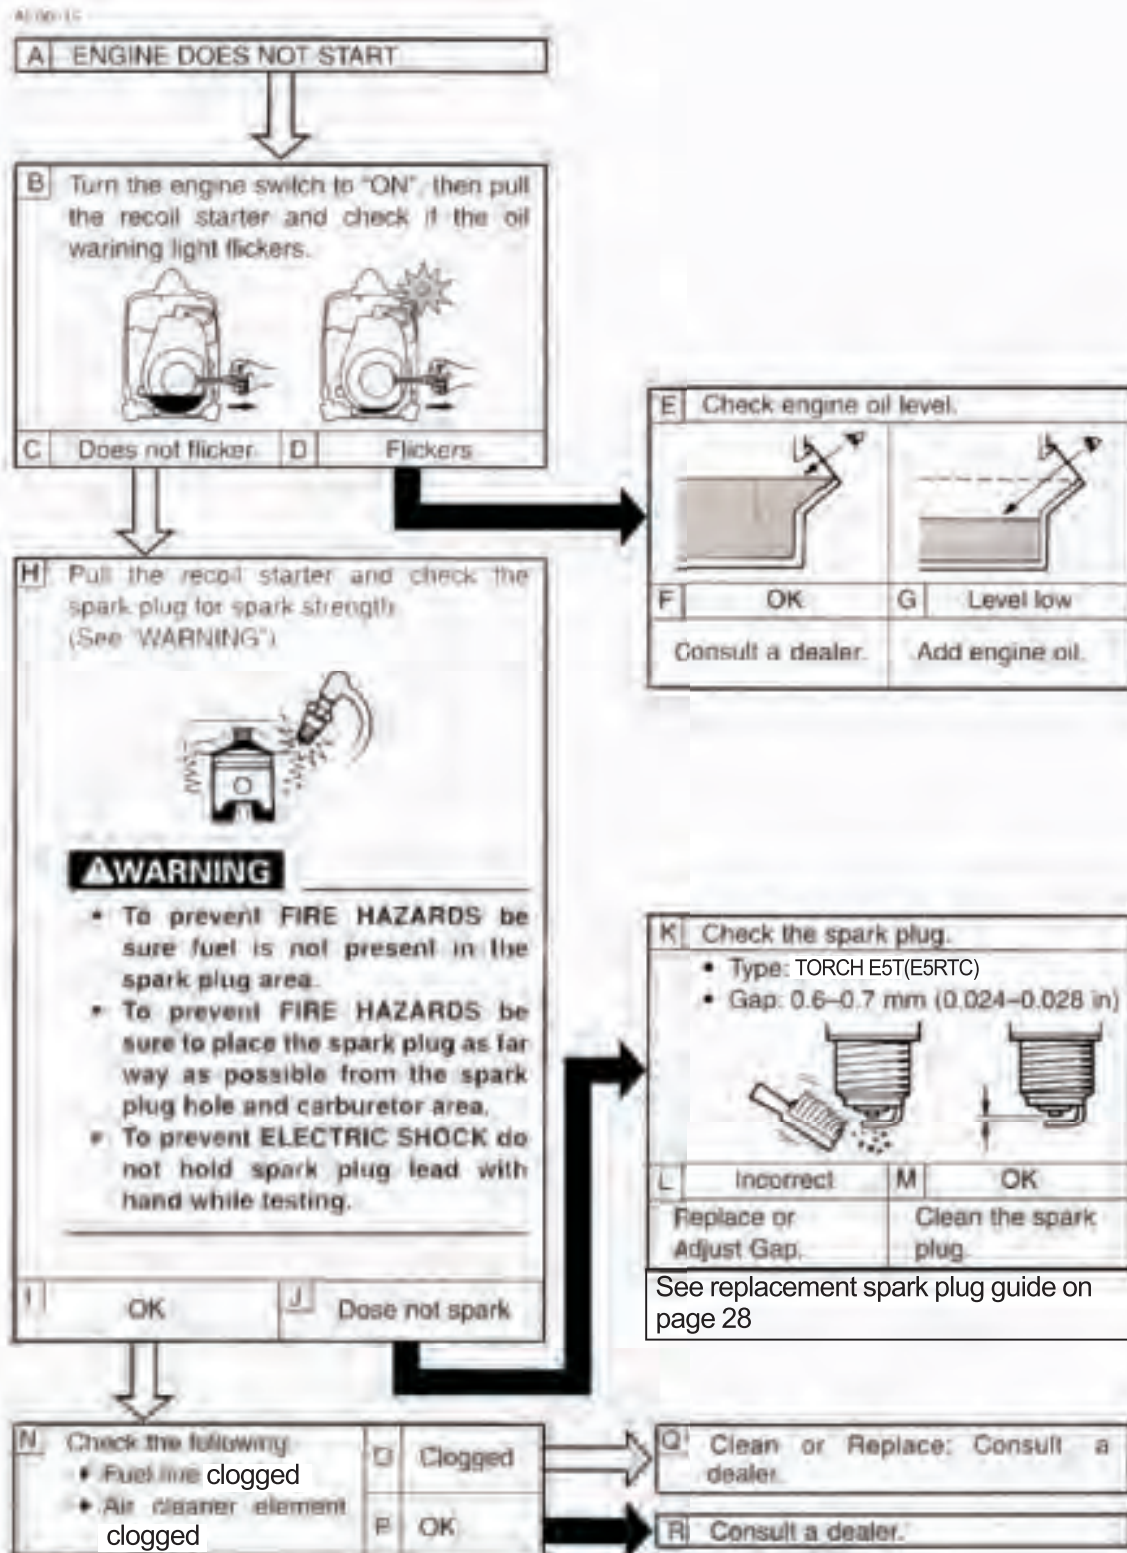 A ENGINE DOES NOT START
B Turn the engine switch to "ON", then pull
the recoil starter and check if the oil
warining light flickers.
C Does not flicker. D Flickers
E Check engine oil level.
F OK G Level low
Consult a dealer. Add engine oil.
H Pull the recoil starter and check the
spark plug for spark strength
(See "WARNING")
WARNING
• To prevent FIRE HAZARDS be
sure fuel is not present in the
spark plug area.
• To prevent FIRE HAZARDS be
sure to place the spark plug as far
way as possible from the spark
plug hole and carburetor area.
• To prevent ELECTRIC SHOCK do
not hold spark plug lead with
hand while testing.
I OK J Dose not spark
K Check the spark plug.
• Type: TORCH E5T(E5RTC)
• Gap: 0.6–0.7 mm (0.024–0.028 in)
L Incorrect M OK
Replace or Clean the spark
Adjust Gap. plug.
See replacement spark plug guide on
page 28
N Check the following
• Fuel line clogged
• Air cleaner element
clogged
O Clogged
P OK
Q Clean or Replace: Consult a
dealer.
R Consult a dealer.